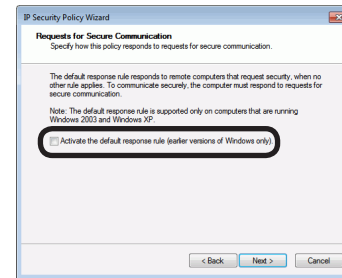 IP Security Policy Wizard
Requests for Secure Communication
Specify how this policy responds to requests for secure communication.
The default response rule responds to remote computers that request security, when no
other rule applies. To communicate securely, the computer must respond to requests for
secure communication.
Note: The default response rule is supported only on computers that are running
Windows 2003 and Windows XP.
Activate the default response rule (earlier versions of Windows only).
< Back Next > Cancel